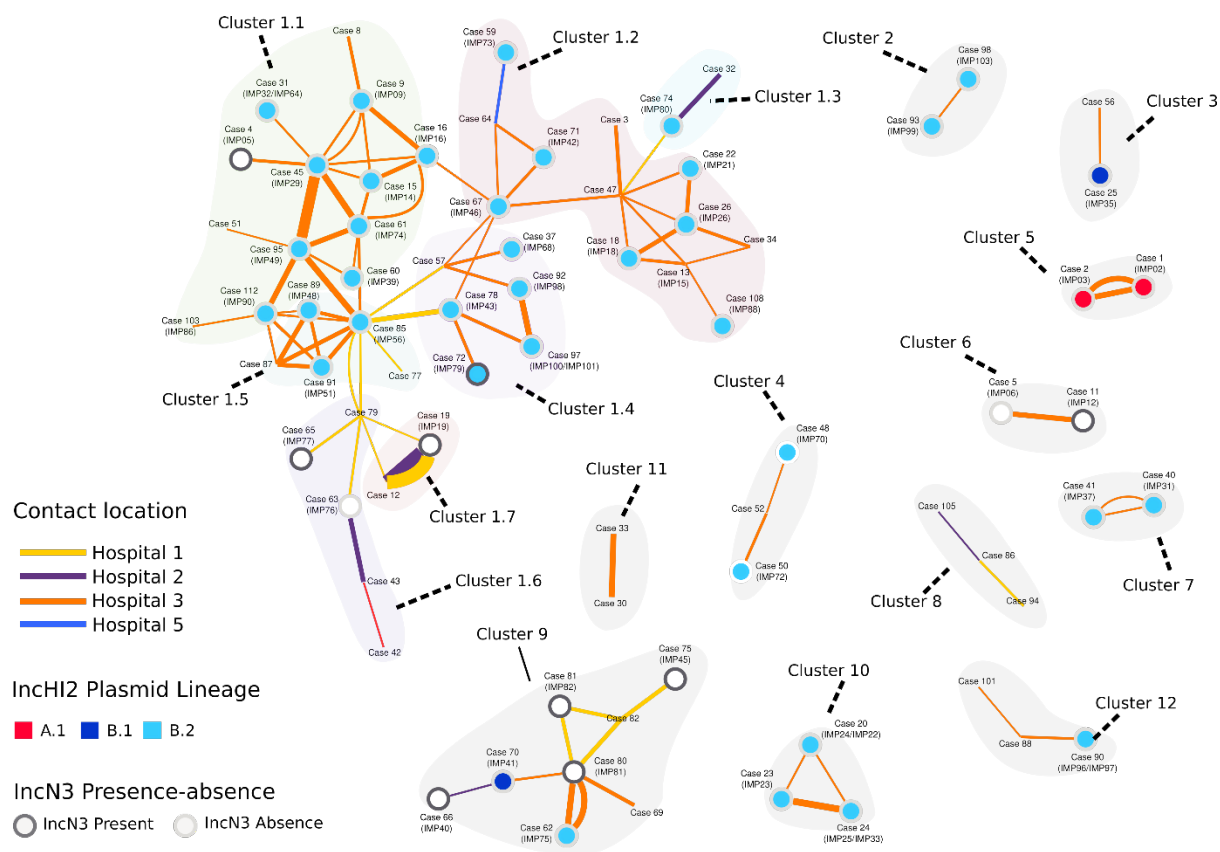 Cluster 1.1
Case 8
Case 31
(IMP32/IMP64)
Case 9
(IMP09)
Case 4
(IMP05)
Case 16
(IMP16)
Case 45
(IMP29)
Case 15
(IMP14)
Case 61
(IMP74)
Case 51
Case 95
(IMP49)
Case 60
(IMP39)
Case 112
(IMP90)
Case 89
(IMP48)
Case 103
(IMP86)
Case 85
(IMP56)
Case 87
Case 91
(IMP51)
Case 77
Cluster 1.5
Case 59
(IMP73)
Cluster 1.2
Case 64
Case 71
(IMP42)
Case 67
(IMP46)
Case 3
Case 47
Case 32
Case 74
(IMP80)
Cluster 1.3
Case 22
(IMP21)
Case 26
(IMP26)
Case 18
(IMP18)
Case 34
Case 13
(IMP15)
Case 108
(IMP88)
Case 57
Case 37
(IMP68)
Case 92
(IMP98)
Case 78
(IMP43)
Case 72
(IMP79)
Case 97
(IMP100/IMP101)
Cluster 1.4
Case 79
Case 65
(IMP77)
Case 19
(IMP19)
Case 12
Cluster 1.7
Case 63
(IMP76)
Case 43
Case 42
Cluster 1.6
Cluster 2
Case 98
(IMP103)
Case 93
(IMP99)
Case 56
Cluster 3
Case 25
(IMP35)
Cluster 5
Case 2
(IMP03)
Case 1
(IMP02)
Cluster 6
Case 5
(IMP06)
Case 11
(IMP12)
Cluster 4
Case 48
(IMP70)
Case 52
Case 50
(IMP72)
Case 41
(IMP37)
Case 40
(IMP31)
Cluster 7
Case 105
Case 86
Case 94
Cluster 8
Cluster 11
Case 33
Case 30
Cluster 9
Case 81
(IMP82)
Case 75
(IMP45)
Case 82
Case 70
(IMP41)
Case 80
(IMP81)
Case 66
(IMP40)
Case 69
Case 62
(IMP75)
Cluster 10
Case 20
(IMP24/IMP22)
Case 23
(IMP23)
Case 24
(IMP25/IMP33)
Case 101
Case 88
Case 90
(IMP96/IMP97)
Cluster 12
Contact location
Hospital 1
Hospital 2
Hospital 3
Hospital 5
IncHI2 Plasmid Lineage
A.1
B.1
B.2
IncN3 Presence-absence
IncN3 Present
IncN3 Absence